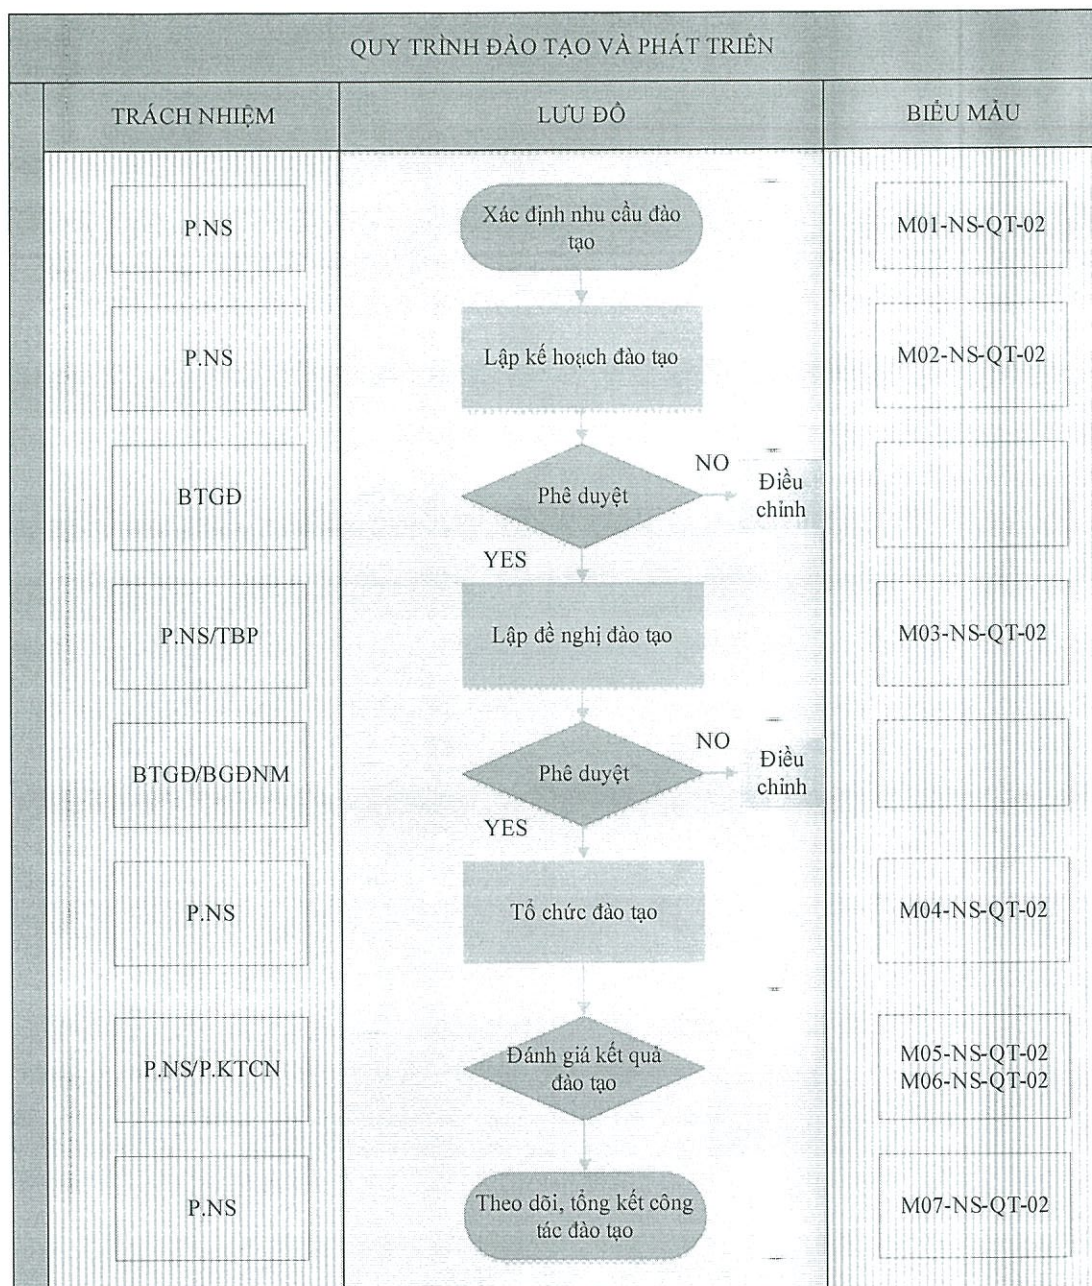 QUY TRÌNH ĐÀO TẠO VÀ PHÁT TRIỂN
TRÁCH NHIỆM
LƯU ĐỒ
BIỂU MẪU
P.NS
Xác định nhu cầu đào
tạo
M01-NS-QT-02
P.NS
Lập kế hoạch đào tạo
M02-NS-QT-02
BTGĐ
Phê duyệt
NO
Điều
chỉnh
YES
P.NS/TBP
Lập đề nghị đào tạo
M03-NS-QT-02
BTGĐ/BGĐNM
Phê duyệt
NO
Điều
chỉnh
YES
P.NS
Tổ chức đào tạo
M04-NS-QT-02
P.NS/P.KTCN
Đánh giá kết quả
đào tạo
M05-NS-QT-02
M06-NS-QT-02
P.NS
Theo dõi, tổng kết công
tác đào tạo
M07-NS-QT-02